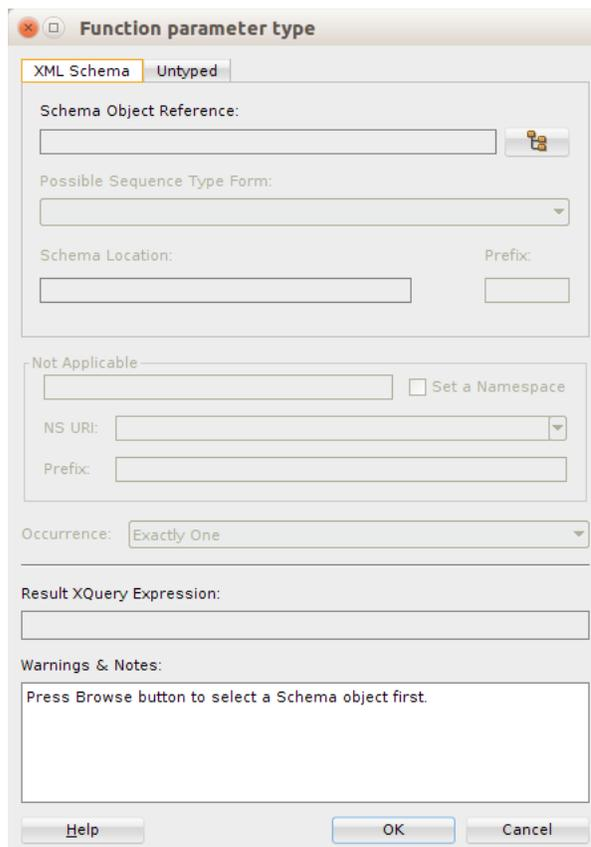 Function parameter type
XML Schema Untyped
Schema Object Reference:
Possible Sequence Type Form:
Schema Location: Prefix:
Not Applicable
Set a Namespace
NS URI:
Prefix:
Occurrence: Exactly One
Result XQuery Expression:
Warnings & Notes:
Press Browse button to select a Schema object first.
Help OK Cancel